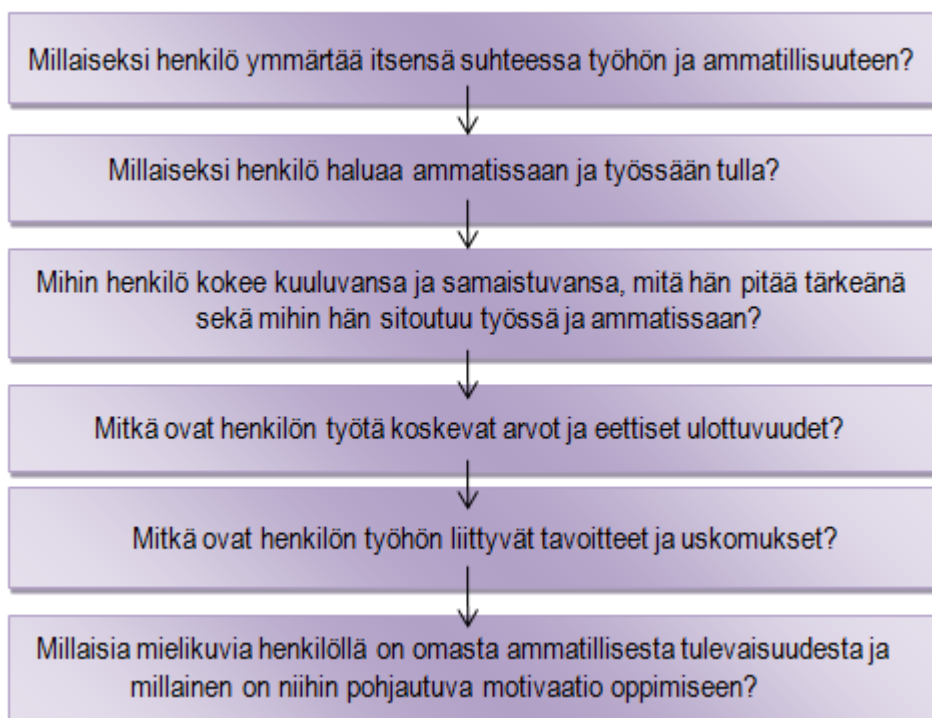 Millaiseksi henkilö ymmärtää itsensä suhteessa työhön ja ammatillisuuteen?
Millaiseksi henkilö haluaa ammatissaan ja työssään tulla?
Mihin henkilö kokee kuuluvansa ja samaistuvansa, mitä hän pitää tärkeänä
sekä mihin hän sitoutuu työssä ja ammatissaan?
Mitkä ovat henkilön työtä koskevat arvot ja eettiset ulottuvuudet?
Mitkä ovat henkilön työhön liittyvät tavoitteet ja uskomukset?
Millaisia mielikuvia henkilöllä on omasta ammatillisesta tulevaisuudesta ja
millainen on niihin pohjautuva motivaatio oppimiseen?